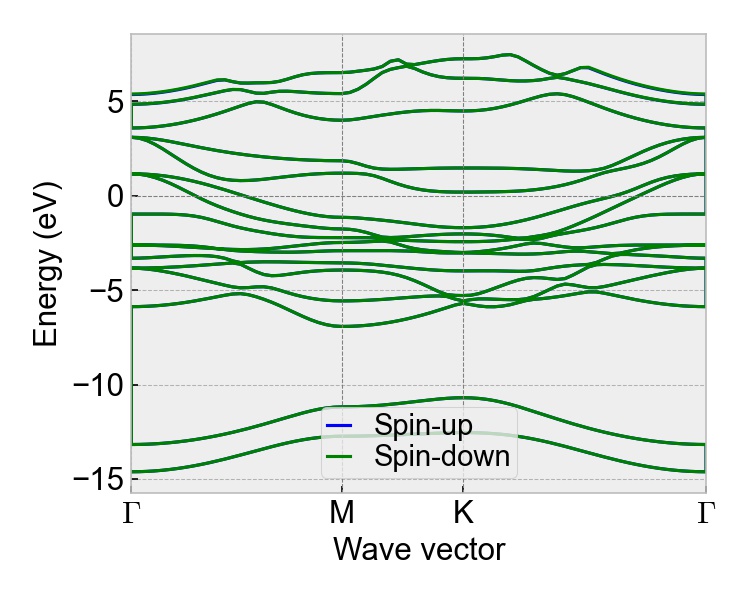 5
0
−5
−10
−15
Energy (eV)
Spin-up
Spin-down
Γ M K Γ
Wave vector